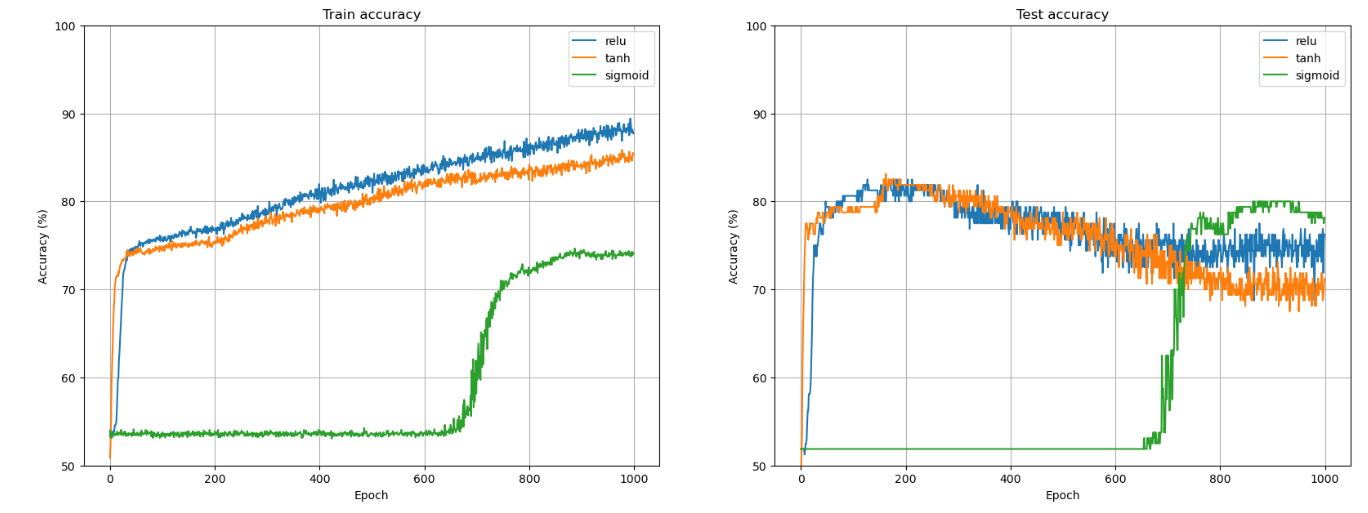 Train accuracy
100
90
80
70
60
50
Accuracy (%)
0
200
400
600
800
1000
Epoch
relu
tanh
sigmoid
Test accuracy
100
90
80
70
60
50
Accuracy (%)
0
200
400
600
800
1000
Epoch
relu
tanh
sigmoid